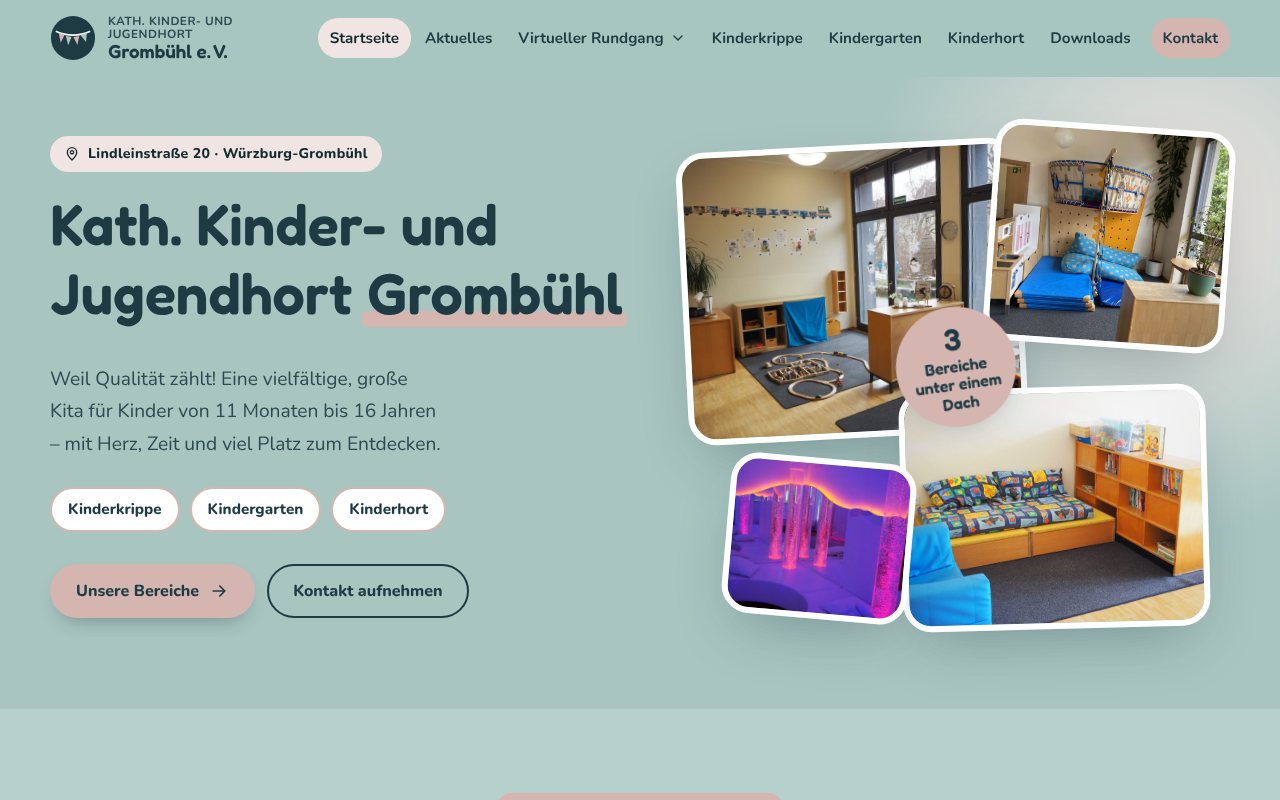 KATH. KINDER- UND
JUGENDHORT
Grombühl e. V.
Startseite
Aktuelles
Virtueller Rundgang
Kinderkrippe
Kindergarten
Kinderhort
Downloads
Kontakt
Lindleinstraße 20 · Würzburg-Grombühl
Kath. Kinder- und
Jugendhort Grombühl
Weil Qualität zählt! Eine vielfältige, große
Kita für Kinder von 11 Monaten bis 16 Jahren
– mit Herz, Zeit und viel Platz zum Entdecken.
Kinderkrippe
Kindergarten
Kinderhort
Unsere Bereiche
Kontakt aufnehmen
3
Bereiche
unter einem
Dach